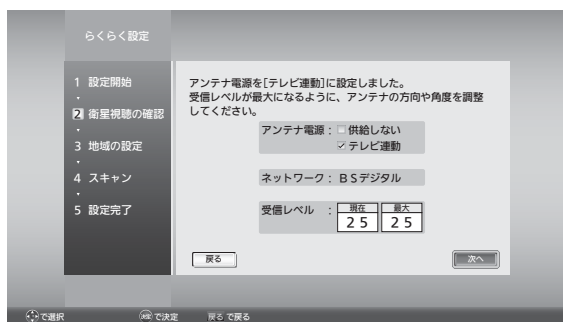 らくらく設定
1 設定開始
2 衛星視聴の確認
3 地域の設定
4 スキャン
5 設定完了
アンテナ電源を[テレビ連動]に設定しました。
受信レベルが最大になるように、アンテナの方向や角度を調整
してください。
アンテナ電源： 供給しない
テレビ連動
ネットワーク： BSデジタル
受信レベル ： 現在 最大
25 25
戻る 次へ
で選択 決定 で決定 戻る で戻る